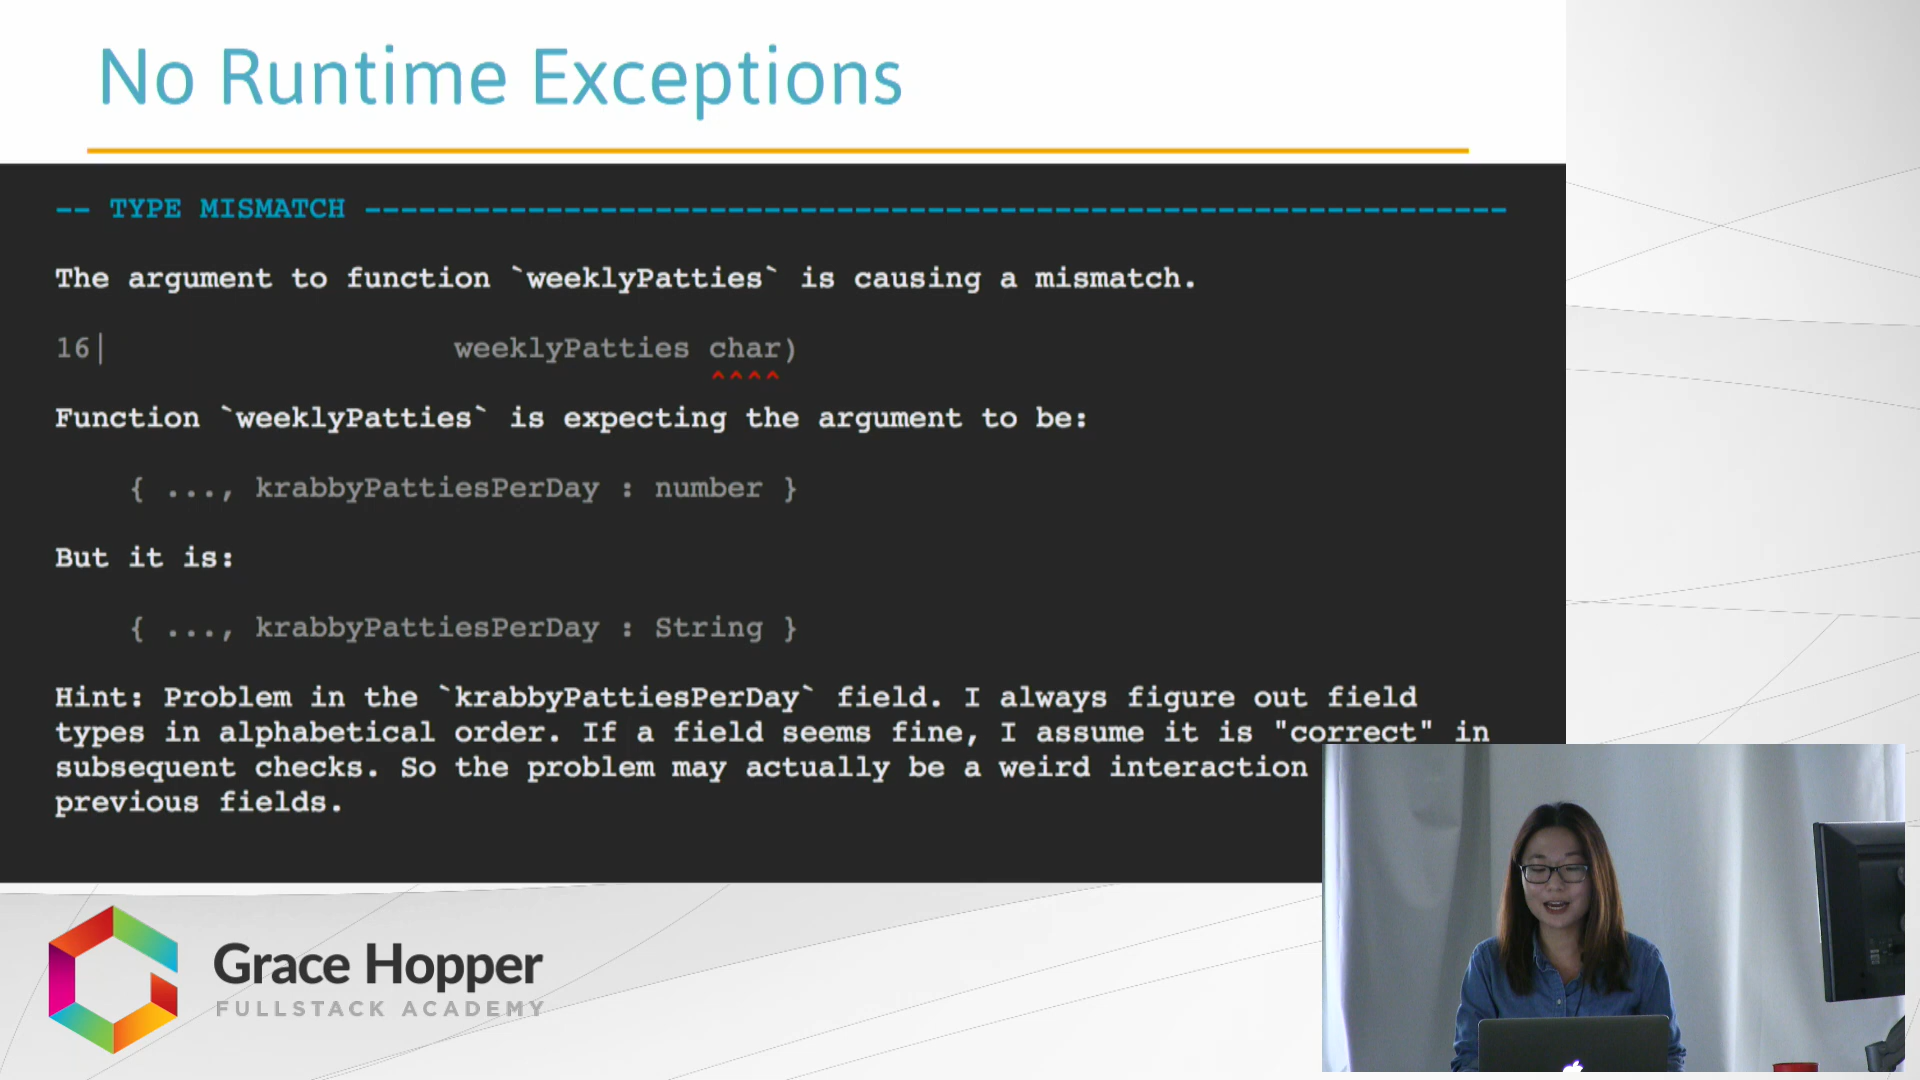 No Runtime Exceptions
-- TYPE MISMATCH ---------------------------------------------------------------
The argument to function `weeklyPatties` is causing a mismatch.
16|                   weeklyPatties char)
^^^^
Function `weeklyPatties` is expecting the argument to be:
{ ..., krabbyPattiesPerDay : number }
But it is:
{ ..., krabbyPattiesPerDay : String }
Hint: Problem in the `krabbyPattiesPerDay` field. I always figure out field
types in alphabetical order. If a field seems fine, I assume it is "correct" in
subsequent checks. So the problem may actually be a weird interaction
previous fields.
Grace Hopper
FULLSTACK ACADEMY